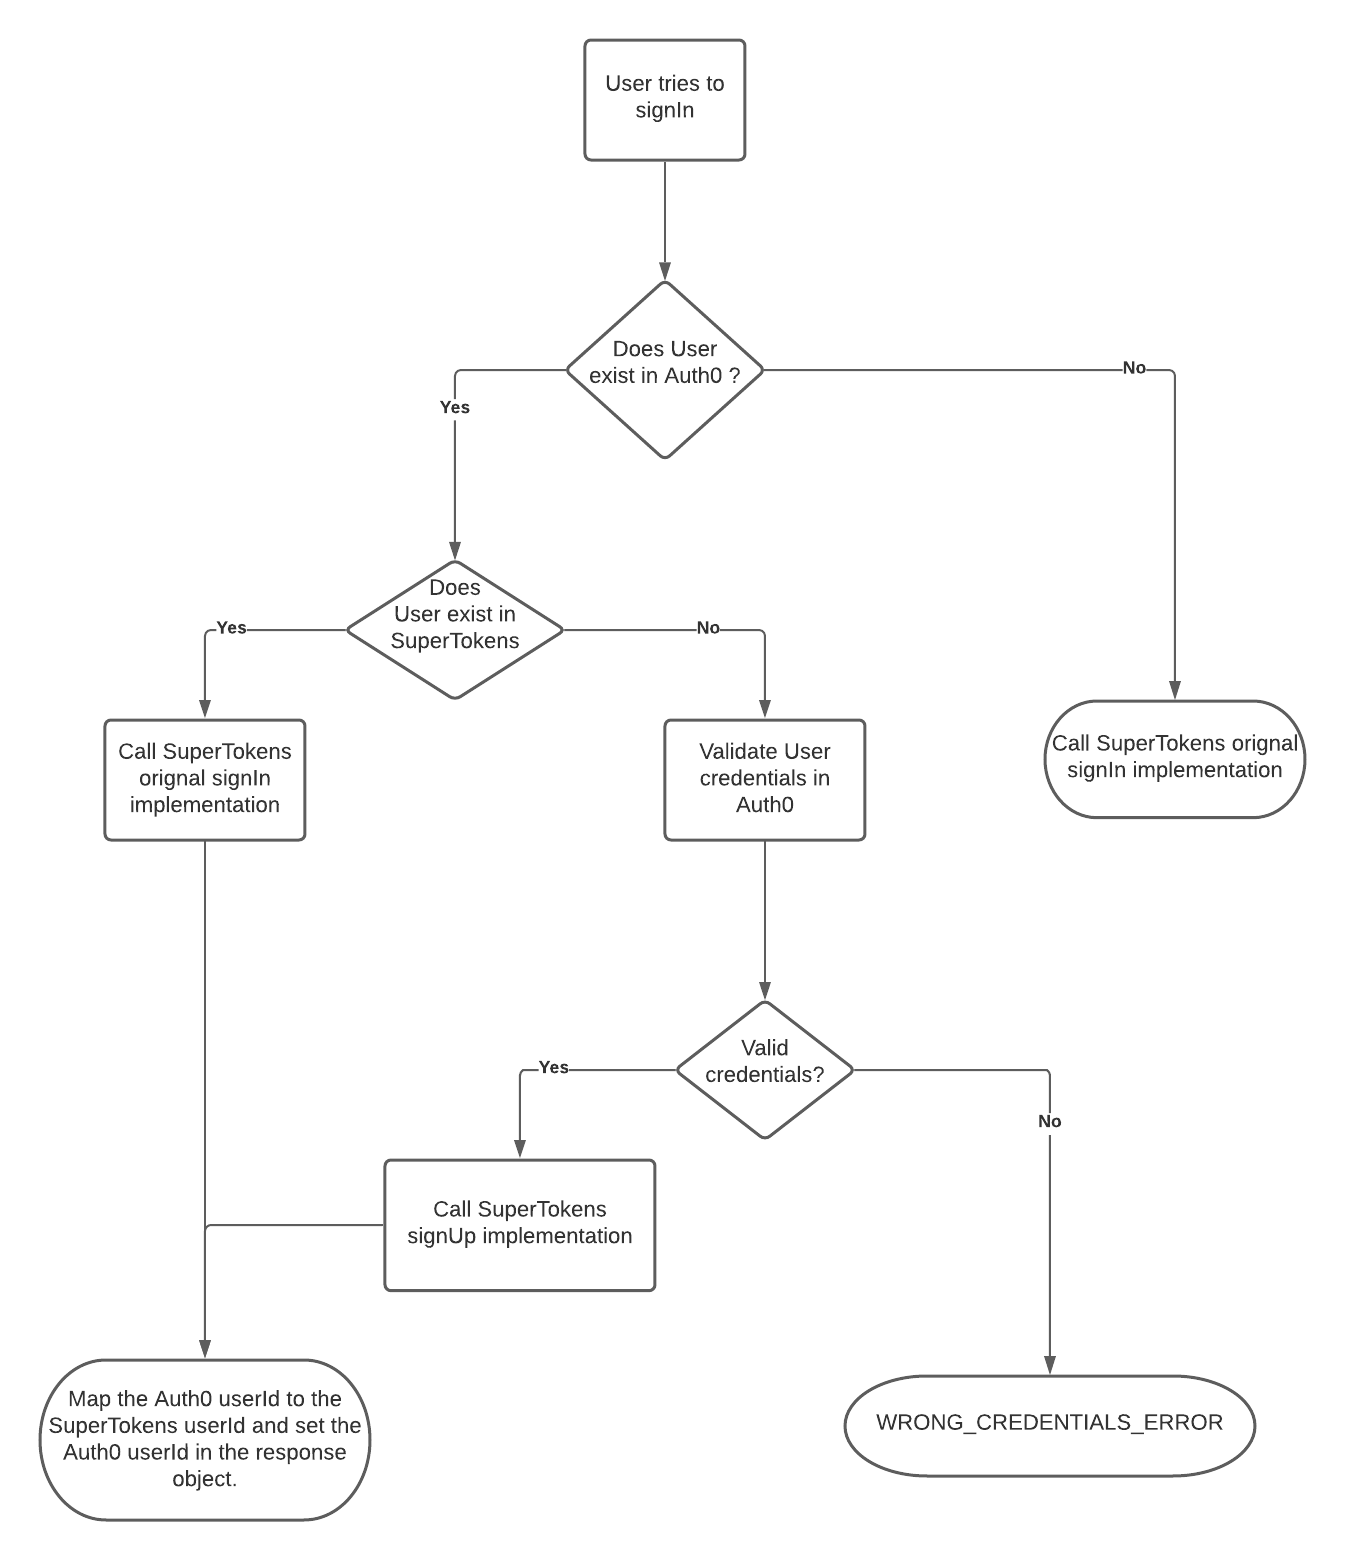 User tries to
signIn
Does User
exist in Auth0 ?
No
Yes
Does
User exist in
SuperTokens
Yes
No
Call SuperTokens
orignal signIn
implementation
Validate User
credentials in
Auth0
Call SuperTokens orignal
signIn implementation
Valid
credentials?
Yes
No
Call SuperTokens
signUp implementation
Map the Auth0 userId to the
SuperTokens userId and set the
Auth0 userId in the response
object.
WRONG_CREDENTIALS_ERROR